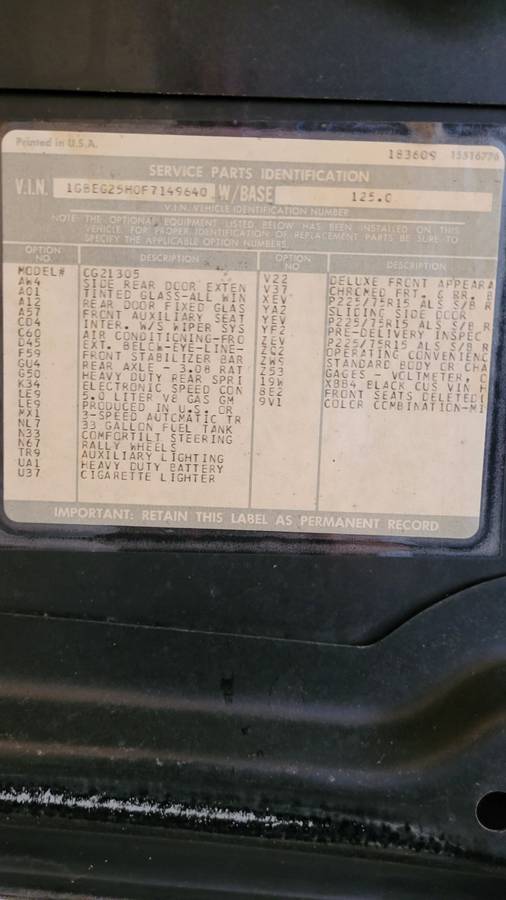 Printed in U.S.A.
183609 15516776
SERVICE PARTS IDENTIFICATION
V.I.N. 1GBEG25H0F7149640 W/BASE 125.0
V.I.N. VEHICLE IDENTIFICATION NUMBER
NOTE: THE OPTIONAL EQUIPMENT LISTED BELOW HAS BEEN INSTALLED ON THIS
VEHICLE. FOR PROPER IDENTIFICATION OF REPLACEMENT PARTS BE SURE TO
SPECIFY THE APPLICABLE OPTION NUMBERS.
OPTION NO. DESCRIPTION
MODEL# CG21305
AW4 SIDE REAR DOOR EXTEN
A01 TINTED GLASS-ALL WIN
A12 REAR DOOR FIXED GLAS
A57 FRONT AUXILIARY SEAT
CD4 INTER. W/S WIPER SYS
C60 AIR CONDITIONING-FRO
D45 EXT. BELOW-EYE-LINE-
F59 FRONT STABILIZER BAR
GU4 REAR AXLE - 3.08 RAT
G50 HEAVY DUTY REAR SPRI
K34 ELECTRONIC SPEED CON
LE9 5.0 LITER V8 GAS GM
LE9 PRODUCED IN U.S. OR
MX1 3-SPEED AUTOMATIC TR
NL7 33 GALLON FUEL TANK
N33 COMFORTILT STEERING
N67 RALLY WHEELS
TR9 AUXILIARY LIGHTING
UA1 HEAVY DUTY BATTERY
U37 CIGARETTE LIGHTER
OPTION NO. DESCRIPTION
V22 DELUXE FRONT APPEARA
V37 CHROMED FRT. & RR. B
XEV P225/75R15 ALS S/B R
YA2 SLIDING SIDE DOOR
YEV P225/75R15 ALS S/B R
YF2 PRE-DELIVERY INSPEC
ZEV P225/75R15 ALS S/B R
ZQ2 OPERATING CONVENIENC
ZW9 STANDARD BODY OR CHA
Z53 GAGES - VOLTMETER, O
19W X8B4 BLACK CUS VIN H
8E2 FRONT SEATS DELETED(
9V1 COLOR COMBINATION-MI
IMPORTANT: RETAIN THIS LABEL AS PERMANENT RECORD